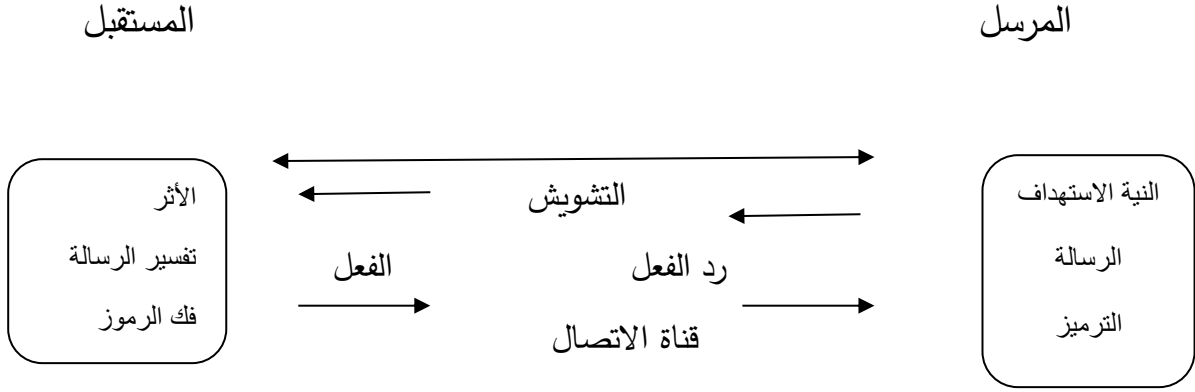 المرسل
المستقبل
النية الاستهداف
الرسالة
الترميز
التشويش
رد الفعل
الفعل
قناة الاتصال
الأثر
تفسير الرسالة
فك الرموز